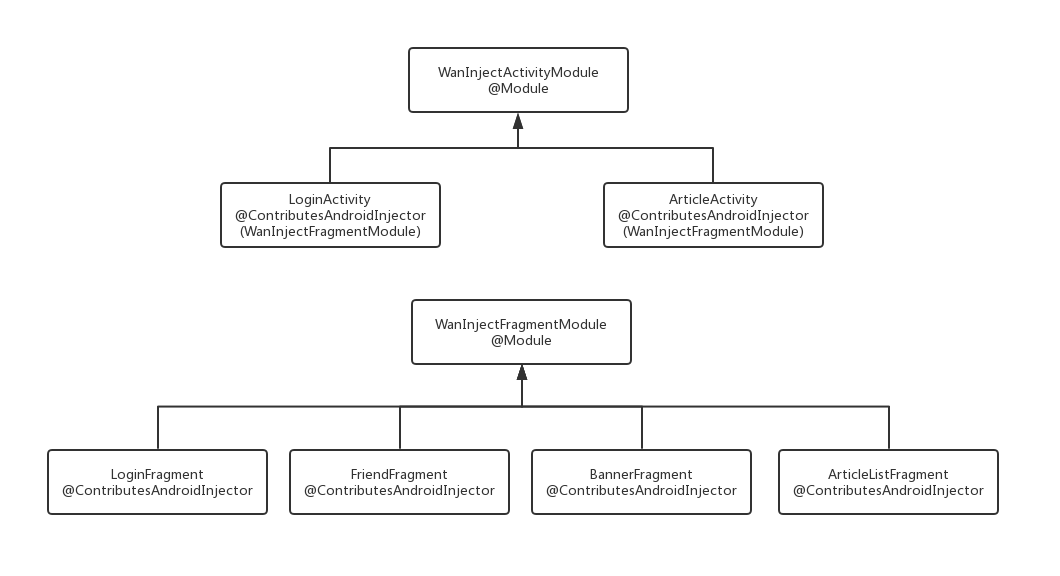 WanInjectActivityModule
@Module
LoginActivity
@ContributesAndroidInjector
(WanInjectFragmentModule)
ArticleActivity
@ContributesAndroidInjector
(WanInjectFragmentModule)
WanInjectFragmentModule
@Module
LoginFragment
@ContributesAndroidInjector
FriendFragment
@ContributesAndroidInjector
BannerFragment
@ContributesAndroidInjector
ArticleListFragment
@ContributesAndroidInjector